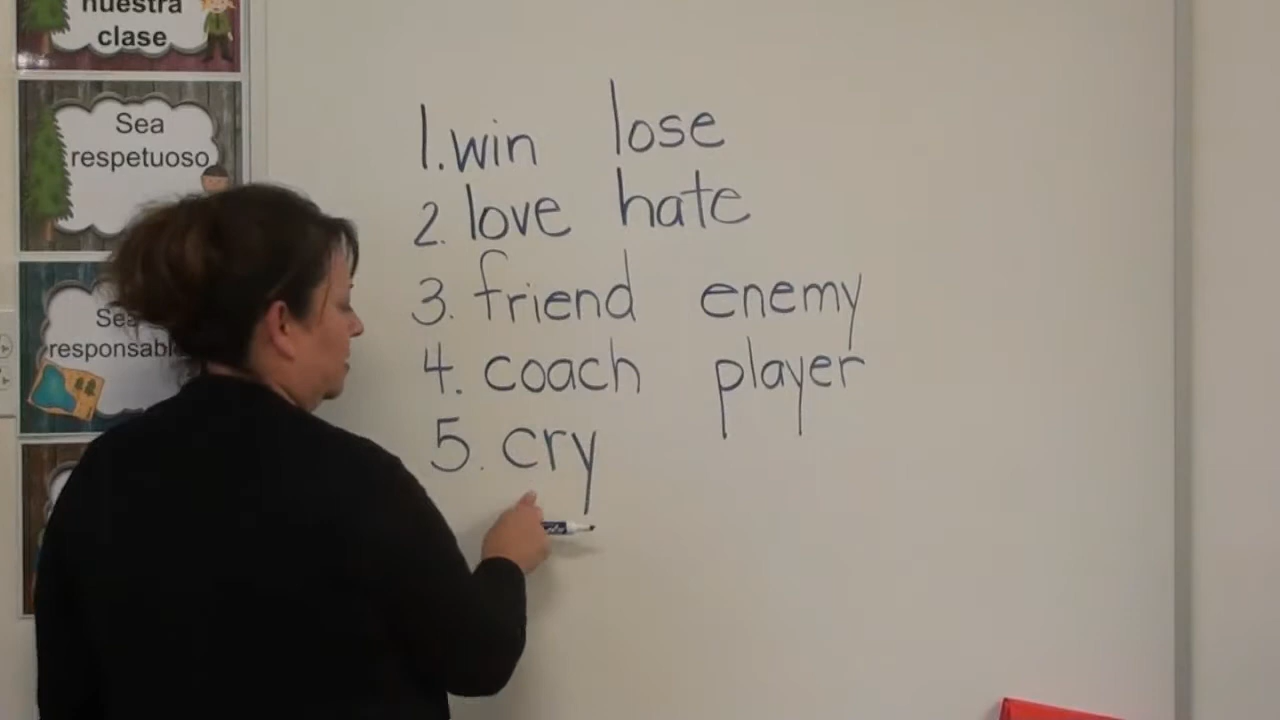 nuestra
clase
Sea
respetuoso
Sea
responsabl
1. win lose
2. love hate
3. friend enemy
4. coach player
5. cry